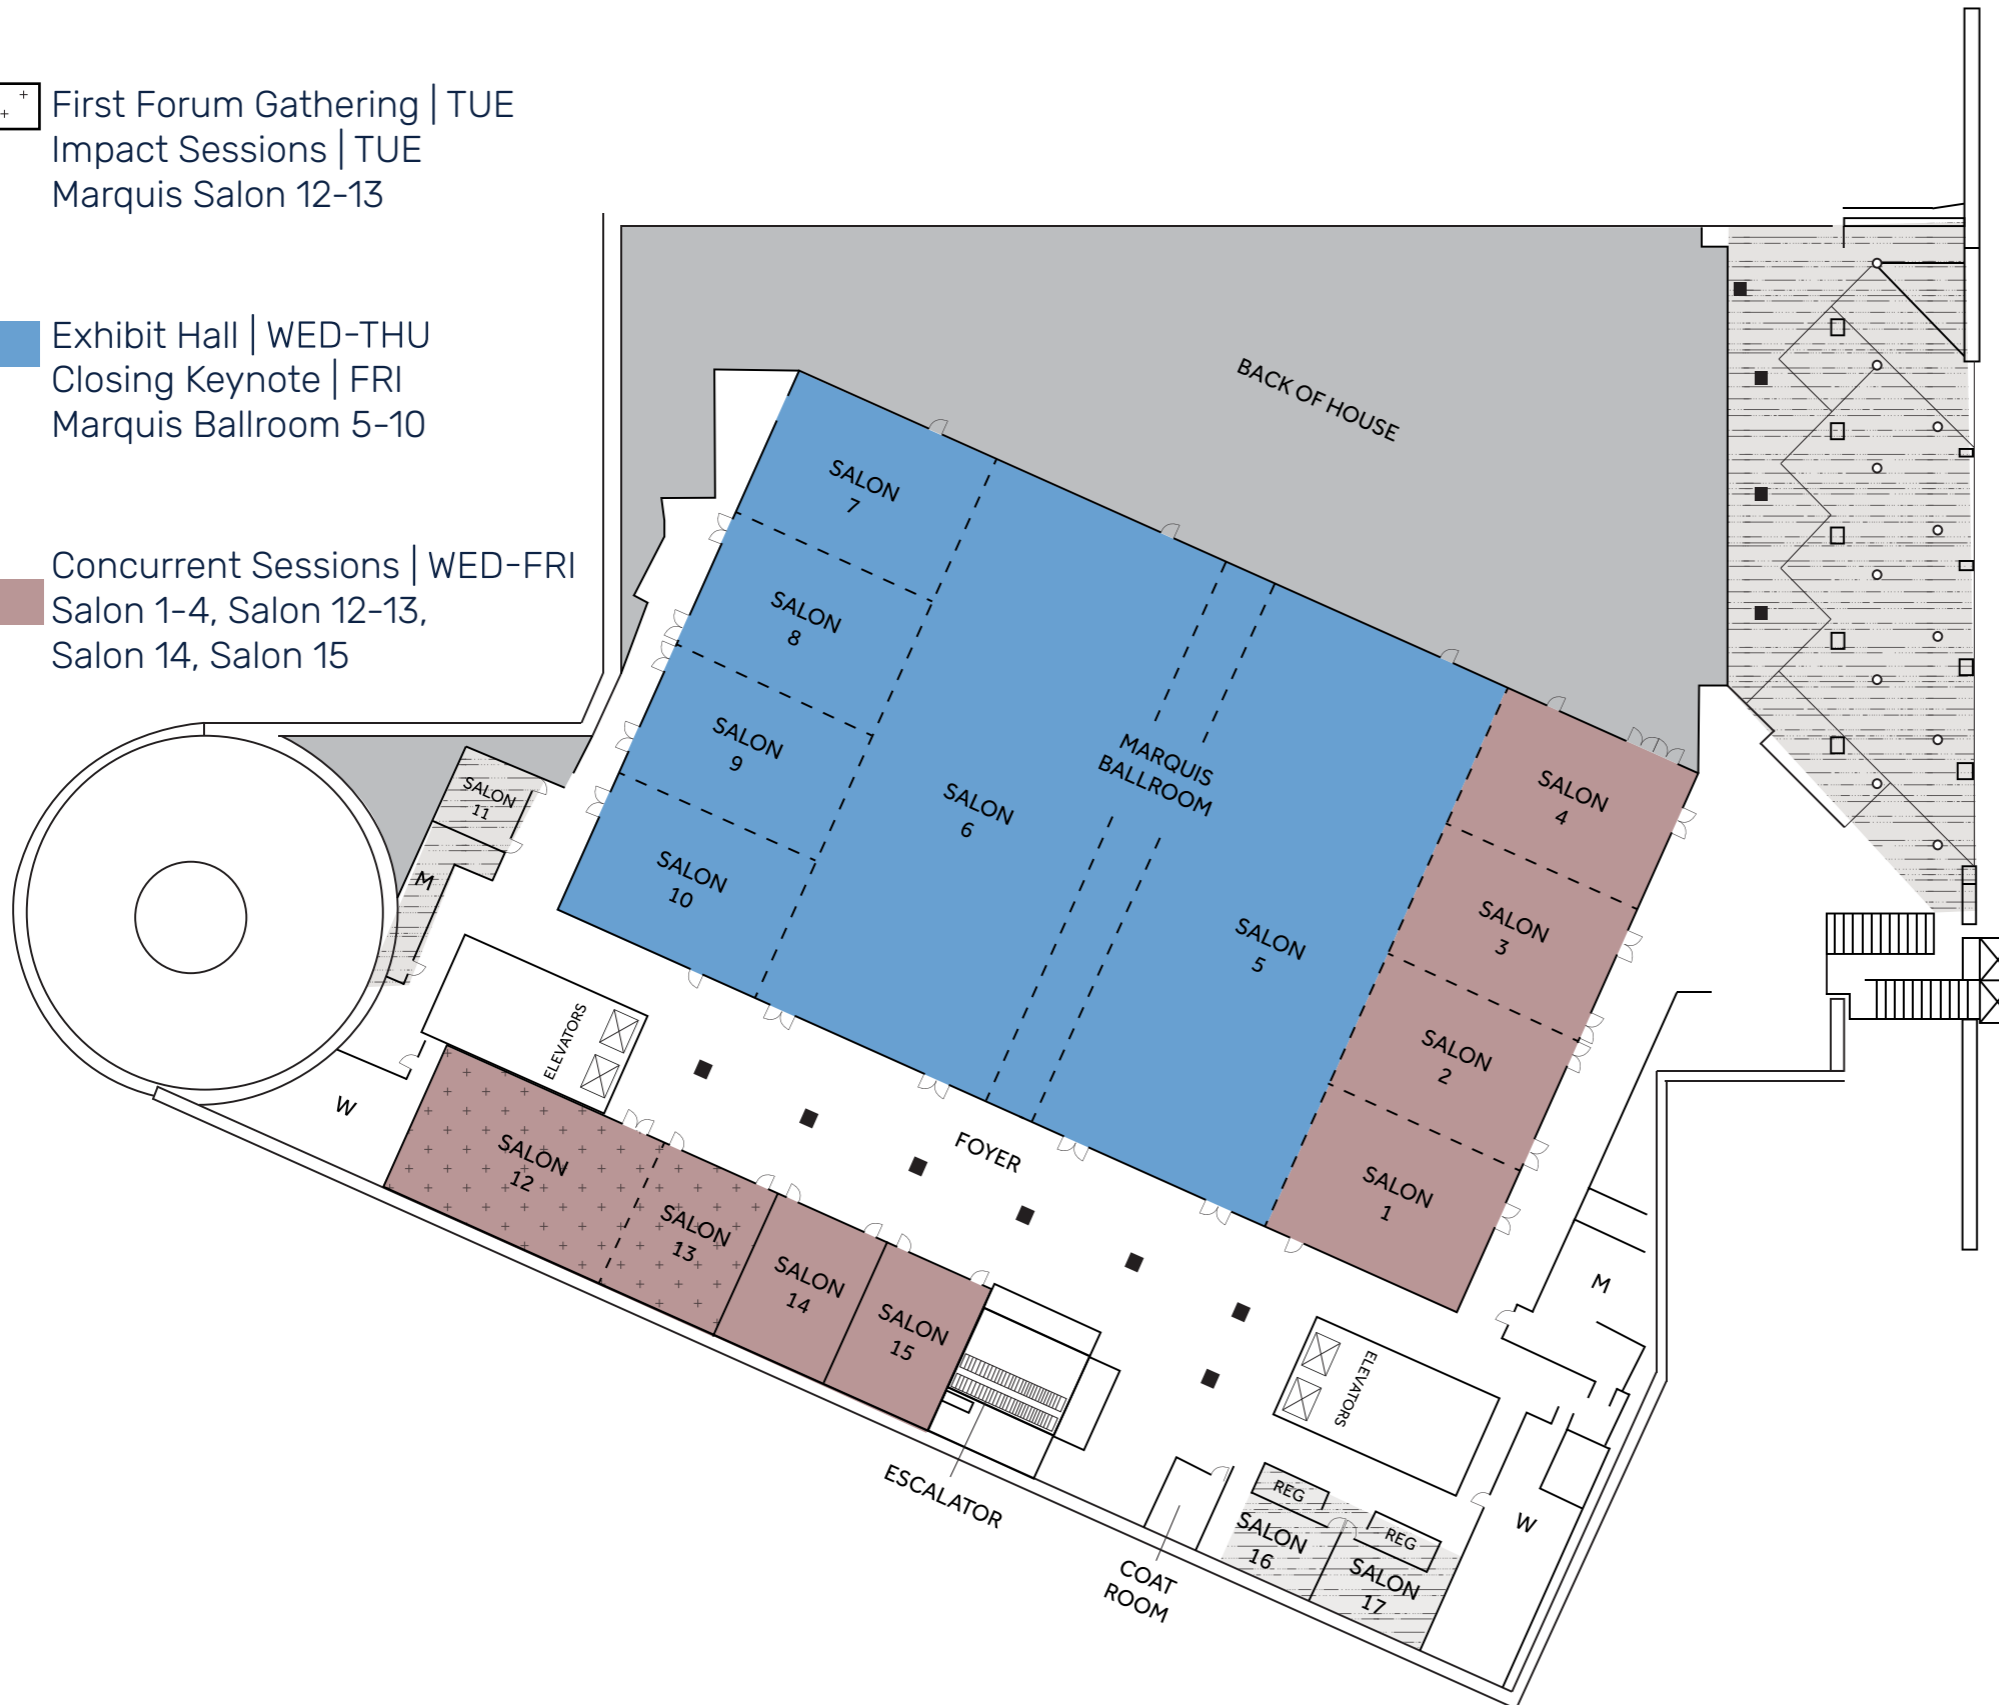 First Forum Gathering | TUE
Impact Sessions | TUE
Marquis Salon 12-13
Exhibit Hall | WED-THU
Closing Keynote | FRI
Marquis Ballroom 5-10
Concurrent Sessions | WED-FRI
Salon 1-4, Salon 12-13,
Salon 14, Salon 15
BACK OF HOUSE
SALON
7
SALON
8
SALON
9
SALON
10
SALON
6
MARQUIS
BALLROOM
SALON
5
SALON
4
SALON
3
SALON
2
SALON
1
SALON
11
M
ELEVATORS
W
SALON
12
SALON
13
SALON
14
SALON
15
FOYER
ESCALATOR
ELEVATORS
M
W
COAT
ROOM
REG
SALON
16
REG
SALON
17